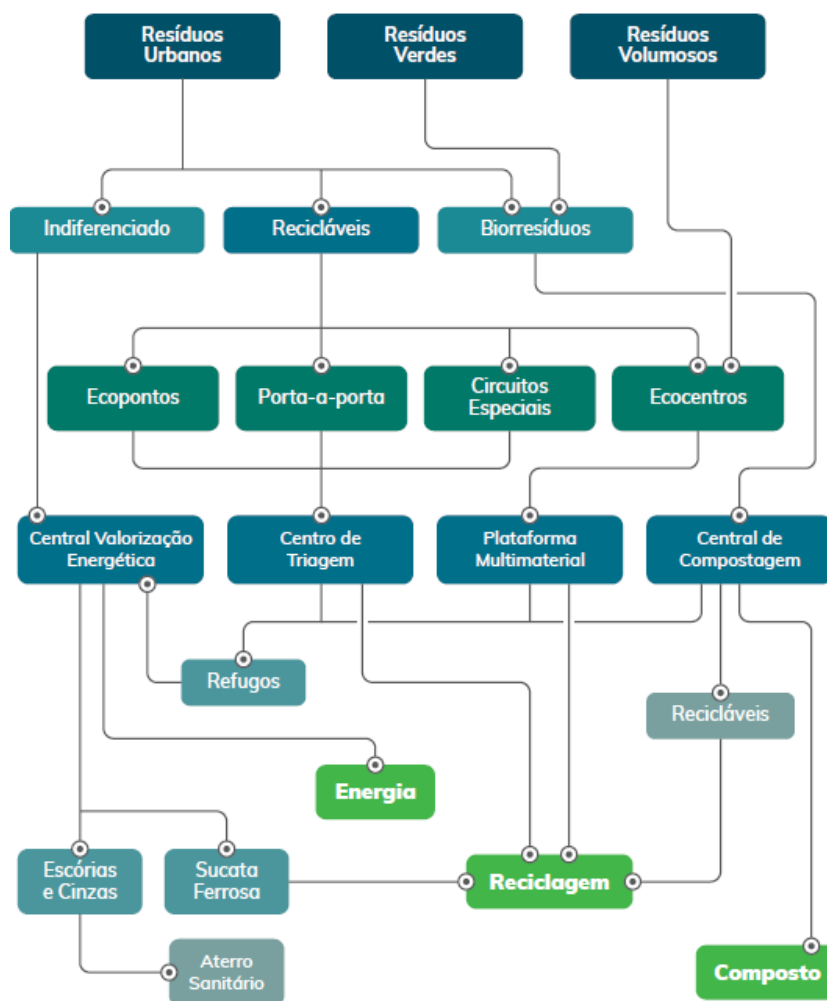 Resíduos
Urbanos
Resíduos
Verdes
Resíduos
Volumosos
Indiferenciado
Recicláveis
Biorresíduos
Ecopontos
Porta-a-porta
Circuitos
Especiais
Ecocentros
Central Valorização
Energética
Centro de
Triagem
Plataforma
Multimaterial
Central de
Compostagem
Refugos
Recicláveis
Energia
Escórias
e Cinzas
Sucata
Ferrosa
Reciclagem
Aterro
Sanitário
Composto